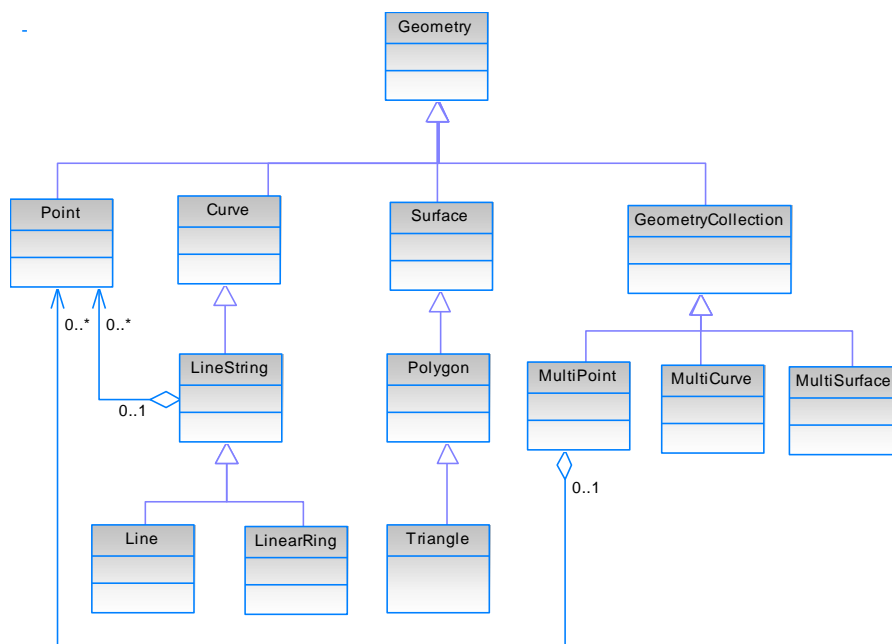 Geometry
Point
Curve
Surface
GeometryCollection
0..*
0..*
LineString
Polygon
MultiPoint
MultiCurve
MultiSurface
0..1
0..1
Line
LinearRing
Triangle